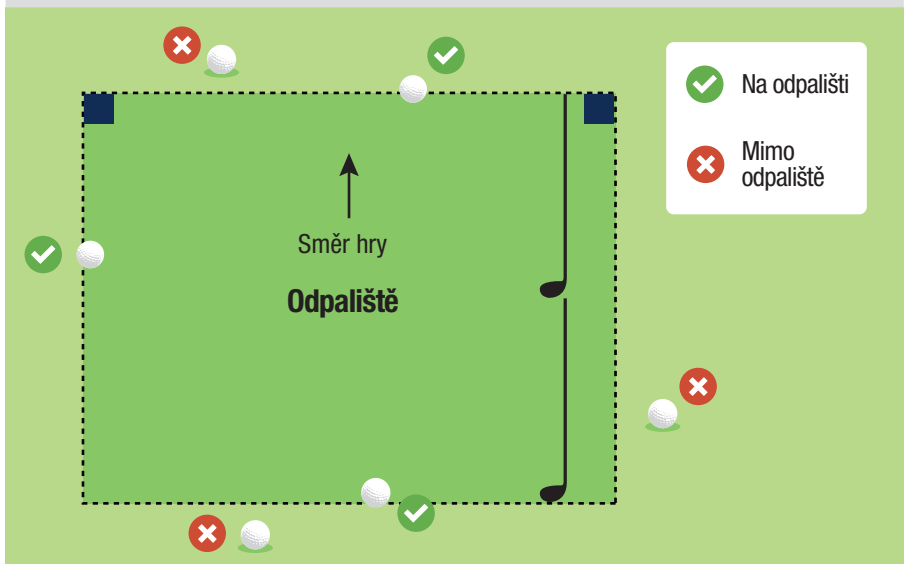 Na odpališti
Mimo
odpaliště
Směr hry
Odpaliště